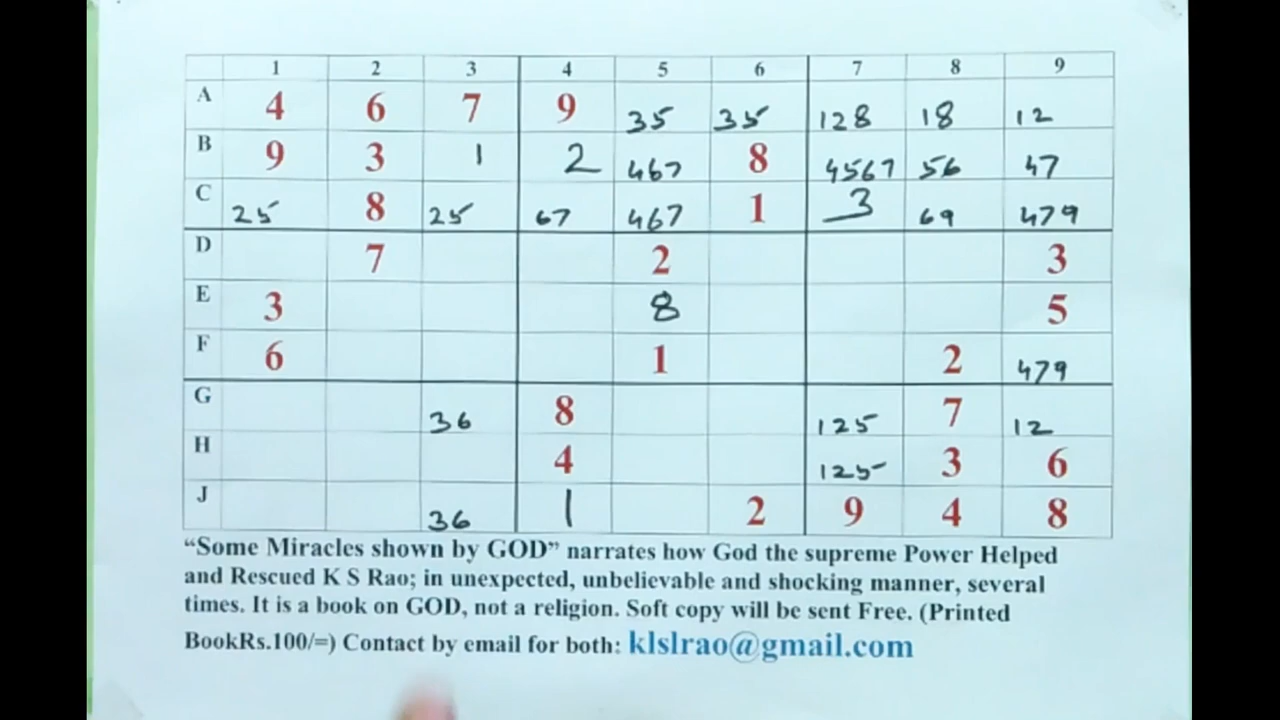 1 2 3 4 5 6 7 8 9
A 4 6 7 9 35 35 128 18 12
B 9 3 1 2 467 8 4567 56 47
C 25 8 25 67 467 1 3 69 479
D 7 2 3
E 3 8 5
F 6 1 2 479
G 36 8 125 7 12
H 4 125 3 6
J 36 1 2 9 4 8
“Some Miracles shown by GOD” narrates how God the supreme Power Helped
and Rescued K S Rao; in unexpected, unbelievable and shocking manner, several
times. It is a book on GOD, not a religion. Soft copy will be sent Free. (Printed
BookRs.100/=) Contact by email for both: klslrao@gmail.com